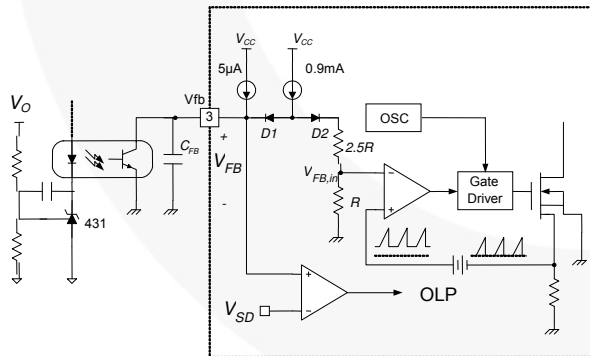 V_CC V_CC
5µA 0.9mA
V_O Vfb 3 OSC
D1 D2
2.5R
C_FB + V_FB - V_FB,in R
- + Gate Driver
431
V_SD + - OLP